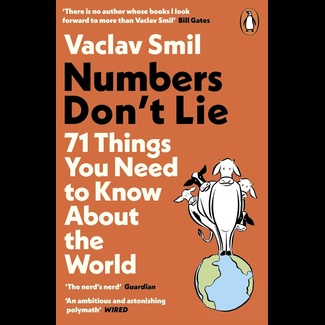 ‘There is no author whose books I look
forward to more than Vaclav Smil’ Bill Gates
Vaclav Smil
Numbers
Don’t Lie
71 Things
You Need
to Know
About
the
World
‘The nerd’s nerd’ Guardian
‘An ambitious and astonishing
polymath’ WIRED